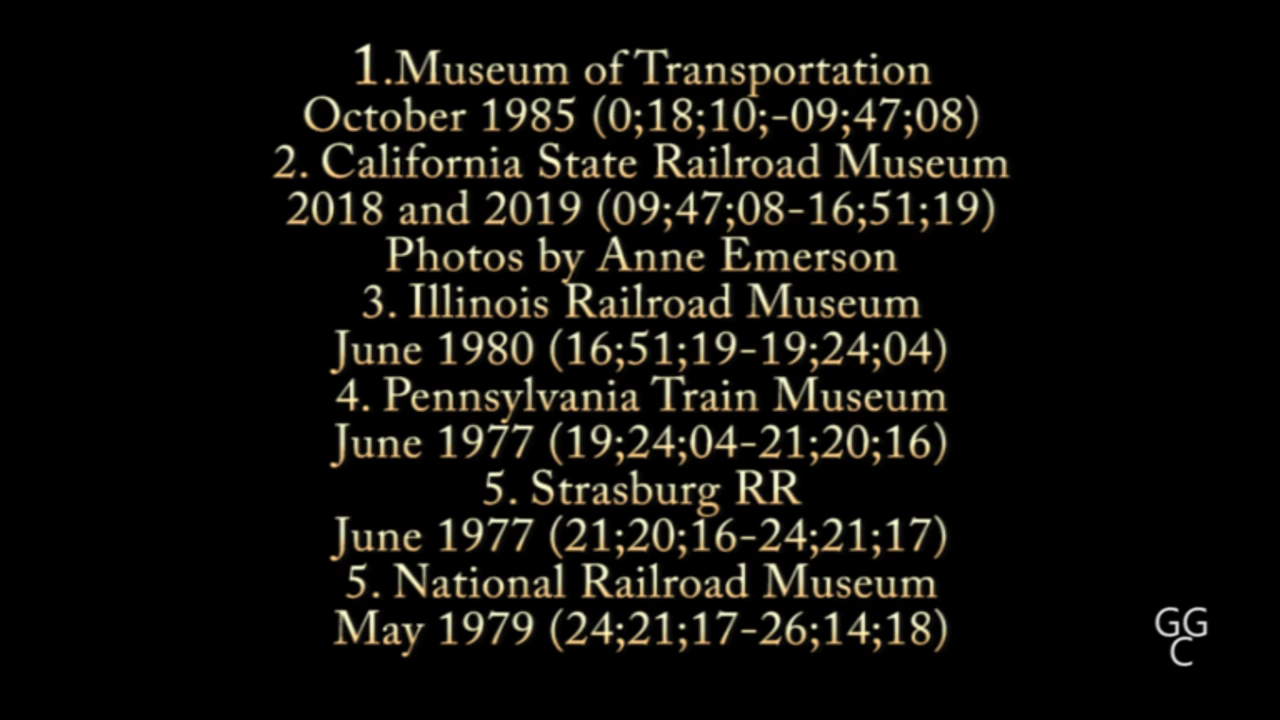 1.Museum of Transportation
October 1985 (0;18;10;-09;47;08)
2. California State Railroad Museum
2018 and 2019 (09;47;08-16;51;19)
Photos by Anne Emerson
3. Illinois Railroad Museum
June 1980 (16;51;19-19;24;04)
4. Pennsylvania Train Museum
June 1977 (19;24;04-21;20;16)
5. Strasburg RR
June 1977 (21;20;16-24;21;17)
5. National Railroad Museum
May 1979 (24;21;17-26;14;18)
GG
C